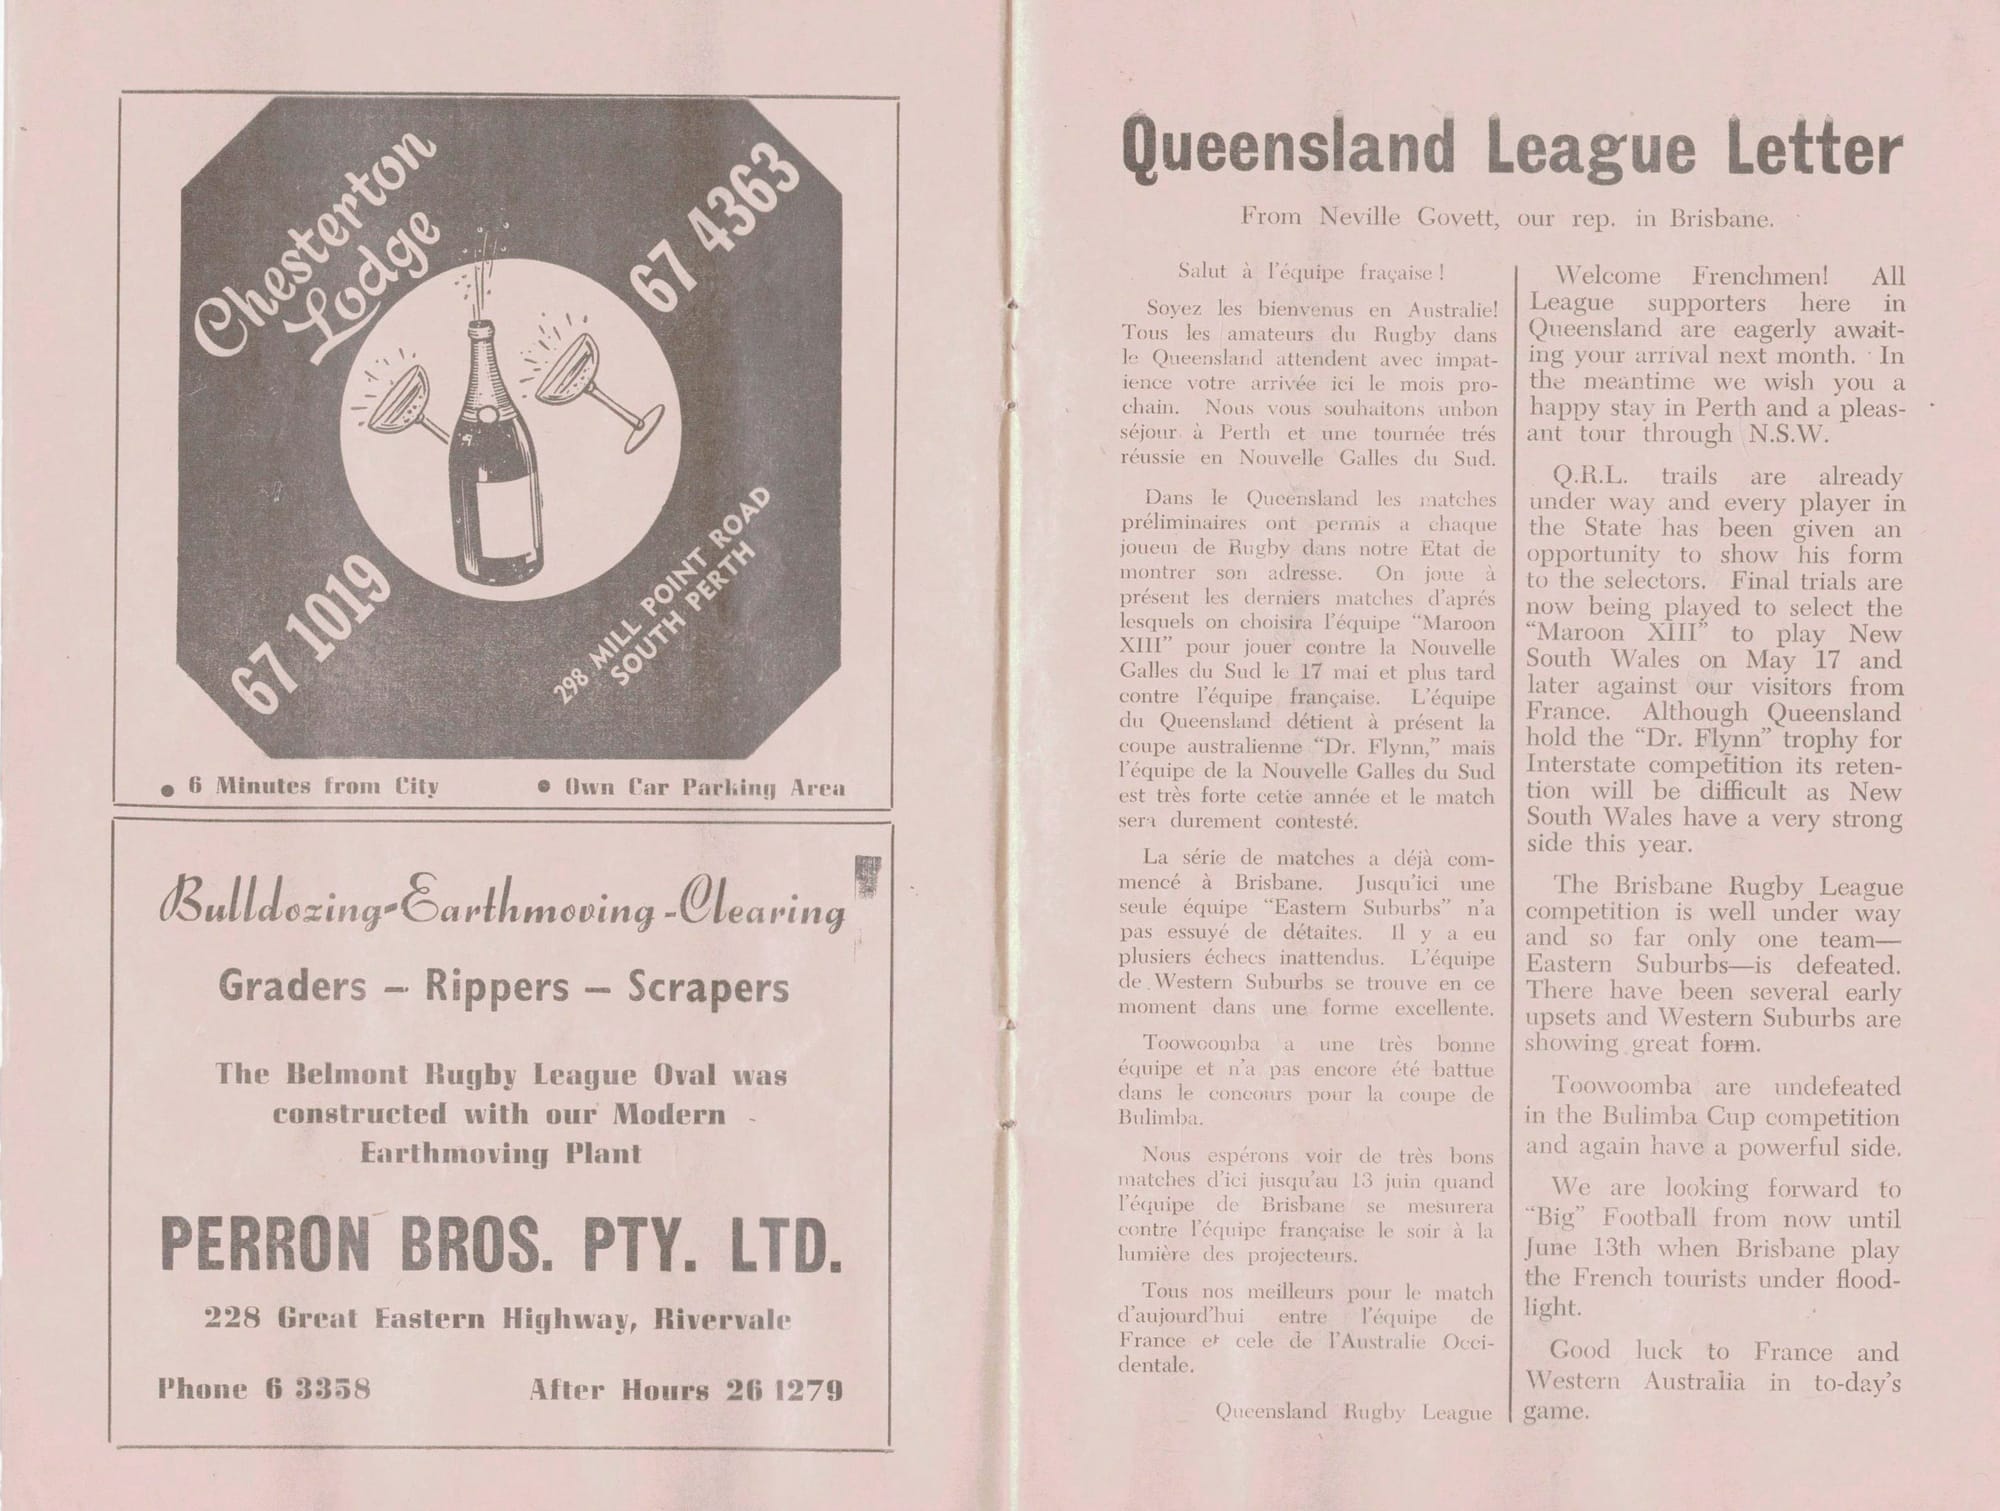 Chesterton
Lodge
67 4363
67 1019
298 MILL POINT ROAD
SOUTH PERTH
• 6 Minutes from City
• Own Car Parking Area
Bulldozing-Earthmoving-Clearing
Graders – Rippers – Scrapers
The Belmont Rugby League Oval was
constructed with our Modern
Earthmoving Plant
PERRON BROS. PTY. LTD.
228 Great Eastern Highway, Rivervale
Phone 6 3358
After Hours 26 1279
Queensland League Letter
From Neville Govett, our rep. in Brisbane.
Salut à l'équipe fraçaise !
Soyez les bienvenus en Australie!
Tous les amateurs du Rugby dans
le Queensland attendent avec impat-
ience votre arrivée ici le mois pro-
chain. Nous vous souhaitons unbon
séjour à Perth et une tournée trés
réussie en Nouvelle Galles du Sud.
Dans le Queensland les matches
préliminaires ont permis a chaque
joueur de Rugby dans notre Etat de
montrer son adresse. On joue à
présent les derniers matches d'aprés
lesquels on choisira l'équipe "Maroon
XIII" pour jouer contre la Nouvelle
Galles du Sud le 17 mai et plus tard
contre l'équipe française. L'équipe
du Queensland détient à présent la
coupe australienne "Dr. Flynn," mais
l'équipe de la Nouvelle Galles du Sud
est très forte cette année et le match
sera durement contesté.
La série de matches a déjà com-
mencé à Brisbane. Jusqu'ici une
seule équipe "Eastern Suburbs" n'a
pas essuyé de détaites. Il y a eu
plusiers échecs inattendus. L'équipe
de Western Suburbs se trouve en ce
moment dans une forme excellente.
Toowoomba a une très bonne
équipe et n'a pas encore été battue
dans le concours pour la coupe de
Bulimba.
Nous espérons voir de très bons
matches d'ici jusqu'au 13 juin quand
l'équipe de Brisbane se mesurera
contre l'équipe française le soir à la
lumière des projecteurs.
Tous nos meilleurs pour le match
d'aujourd'hui entre l'équipe de
France et cele de l'Australie Occi-
dentale.
Queensland Rugby League
Welcome Frenchmen! All
League supporters here in
Queensland are eagerly await-
ing your arrival next month. In
the meantime we wish you a
happy stay in Perth and a pleas-
ant tour through N.S.W.
Q.R.L. trails are already
under way and every player in
the State has been given an
opportunity to show his form
to the selectors. Final trials are
now being played to select the
"Maroon XIII" to play New
South Wales on May 17 and
later against our visitors from
France. Although Queensland
hold the "Dr. Flynn" trophy for
Interstate competition its reten-
tion will be difficult as New
South Wales have a very strong
side this year.
The Brisbane Rugby League
competition is well under way
and so far only one team—
Eastern Suburbs—is defeated.
There have been several early
upsets and Western Suburbs are
showing great form.
Toowoomba are undefeated
in the Bulimba Cup competition
and again have a powerful side.
We are looking forward to
"Big" Football from now until
June 13th when Brisbane play
the French tourists under flood-
light.
Good luck to France and
Western Australia in to-day's
game.